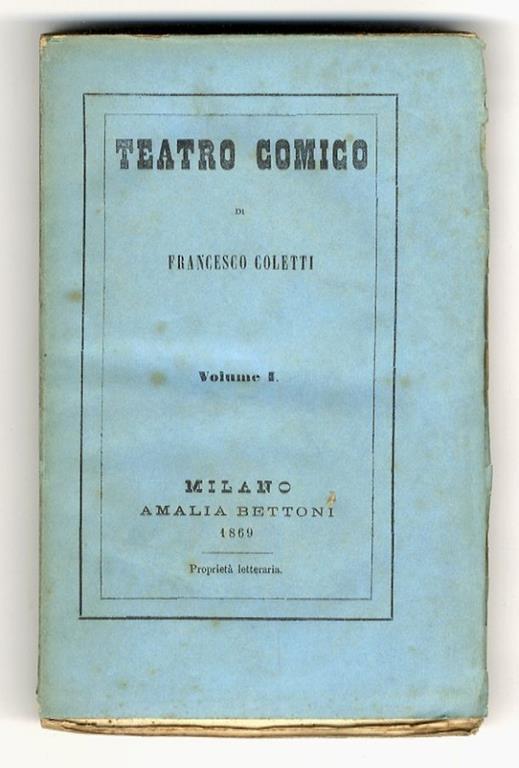 TEATRO COMICO
DI
FRANCESCO COLETTI
Volume I.
MILANO
AMALIA BETTONI
1869
Proprietà letteraria.